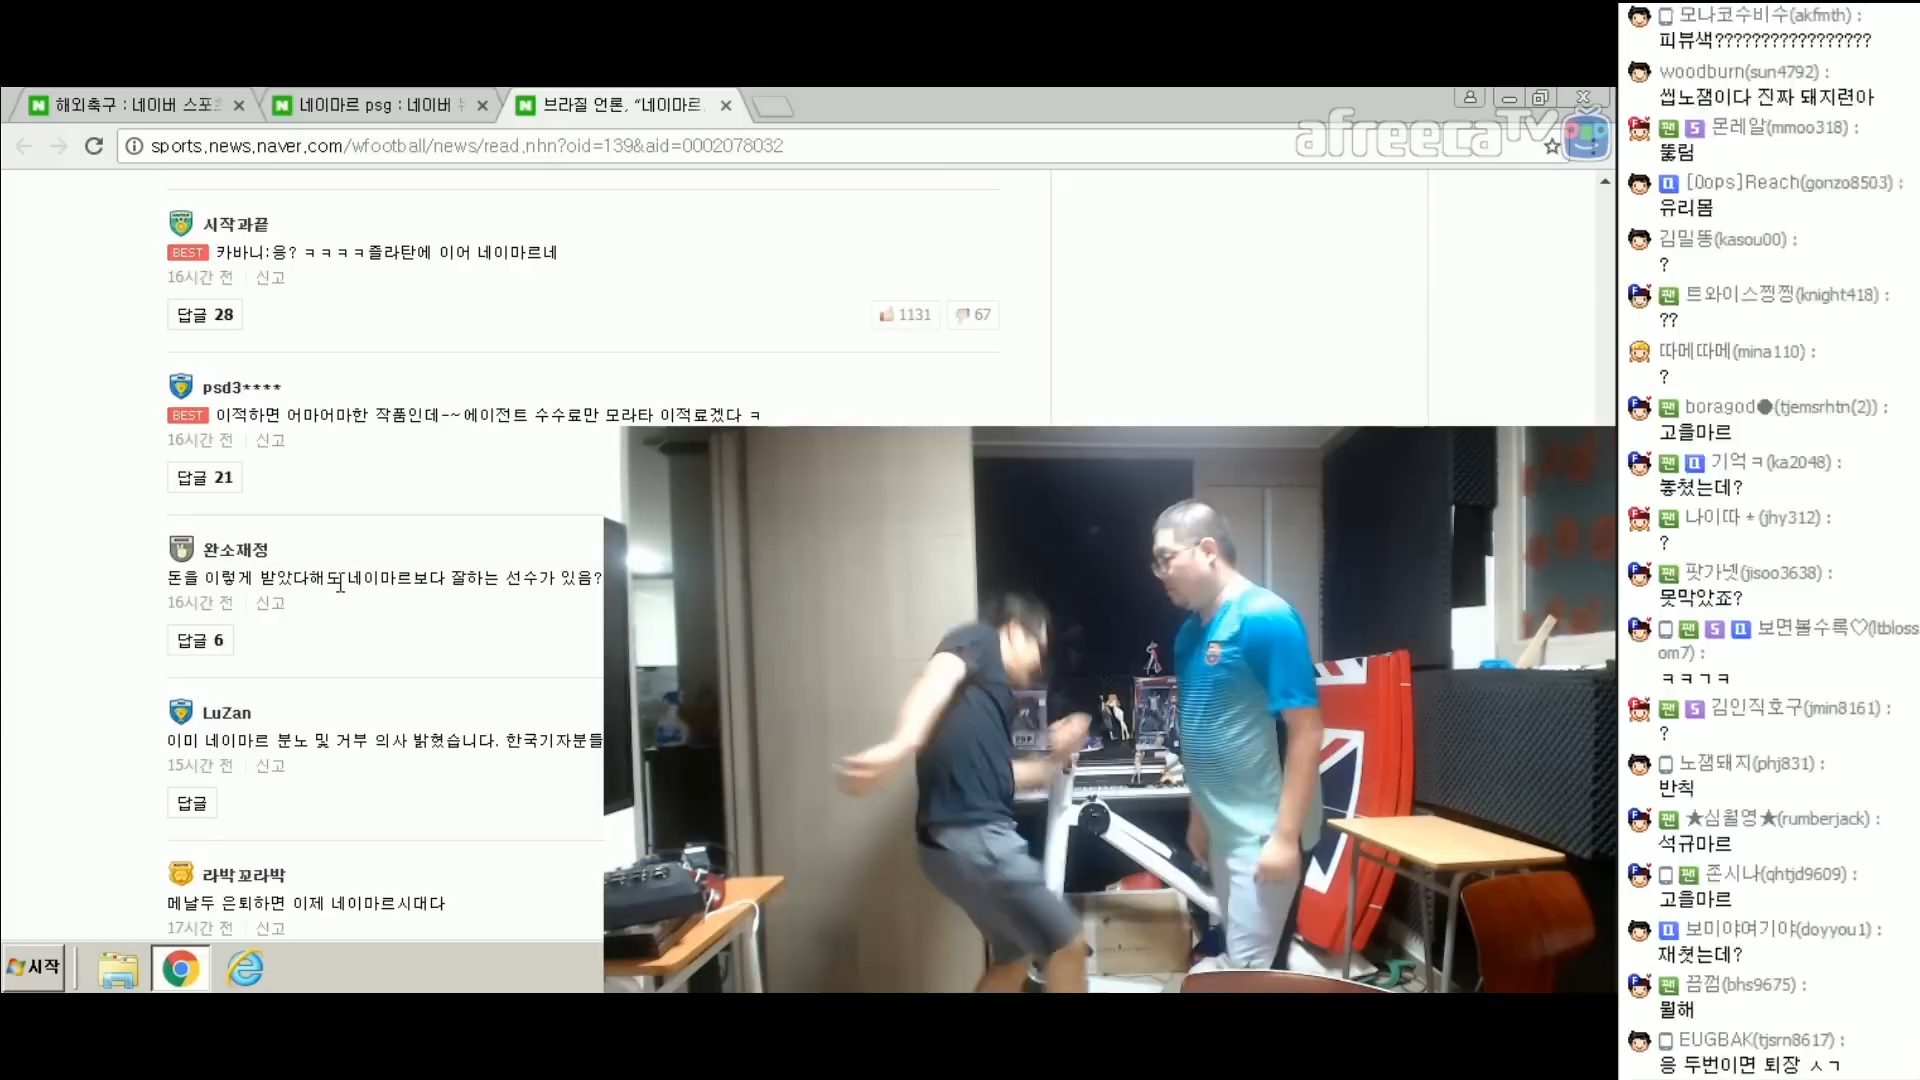 해외축구 : 네이버 스포츠
네이마르 psg : 네이버 뉴
브라질 언론, "네이마르,
sports.news.naver.com/wfootball/news/read.nhn?oid=139&aid=0002078032
afreecaTV
시작과끝
BEST 카바니:응? ㅋㅋㅋㅋ즐라탄에 이어 네이마르네
16시간 전 신고
답글 28
1131 67
psd3****
BEST 이적하면 어마어마한 작품인데~~에이전트 수수료만 모라타 이적료겠다 ㅋ
16시간 전 신고
답글 21
완소재정
돈을 이렇게 받았다해도 네이마르보다 잘하는 선수가 있음?
16시간 전 신고
답글 6
LuZan
이미 네이마르 분노 및 거부 의사 밝혔습니다. 한국기자분들
15시간 전 신고
답글
라박꼬라박
메날두 은퇴하면 이제 네이마르시대다
17시간 전 신고
시작
모나코수비수(akfmth) :
피뷰색?????????????????
woodburn(sun4792) :
씹노잼이다 진짜 돼지련아
팬 S 몬레알(mmoo318) :
뚫림
[Oops]Reach(gonzo8503) :
유리몸
김밀똥(kasou00) :
?
팬 트와이스찡찡(knight418) :
??
따메따메(mina110) :
?
팬 boragod●(tjemsrhtn(2)) :
고을마르
팬 기억ㅋ(ka2048) :
놓쳤는데?
팬 나이따*(jhy312) :
?
팬 팟가넷(jisoo3638) :
못막았죠?
팬 S 보면볼수록♡(ltbloss
om7) :
ㅋㅋㄱㅋ
팬 S 김인직호구(jmin8161) :
?
노잼돼지(phj831) :
반칙
팬 ★심월영★(rumberjack) :
석규마르
팬 존시나(qhtjd9609) :
고을마르
보미야여기야(doyyou1) :
재쳣는데?
팬 끔껌(bhs9675) :
뭘해
EUGBAK(tjsrn8617) :
응 두번이면 퇴장 ㅅㄱ